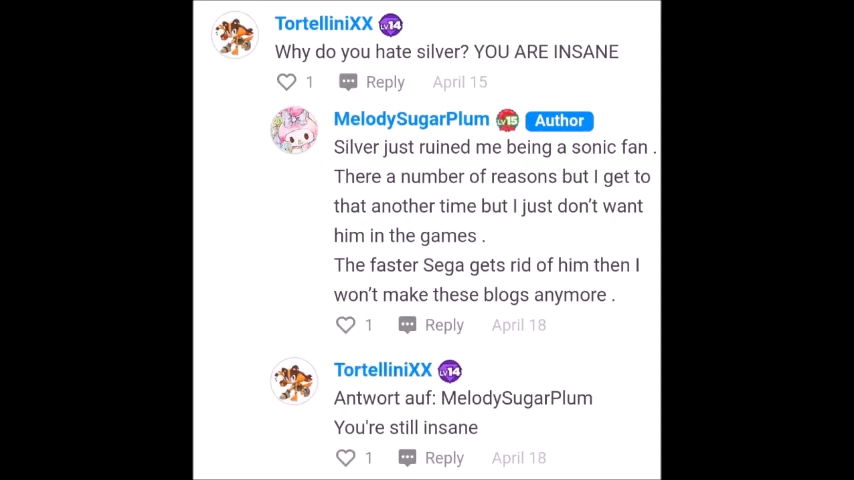 TortelliniXX LV14
Why do you hate silver? YOU ARE INSANE
1 Reply April 15
MelodySugarPlum LV15 Author
Silver just ruined me being a sonic fan .
There a number of reasons but I get to
that another time but I just don’t want
him in the games .
The faster Sega gets rid of him then I
won’t make these blogs anymore .
1 Reply April 18
TortelliniXX LV14
Antwort auf: MelodySugarPlum
You're still insane
1 Reply April 18